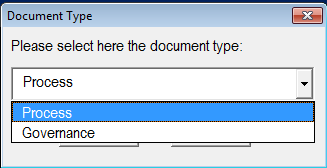 Document Type
Please select here the document type:
Process
Process
Governance